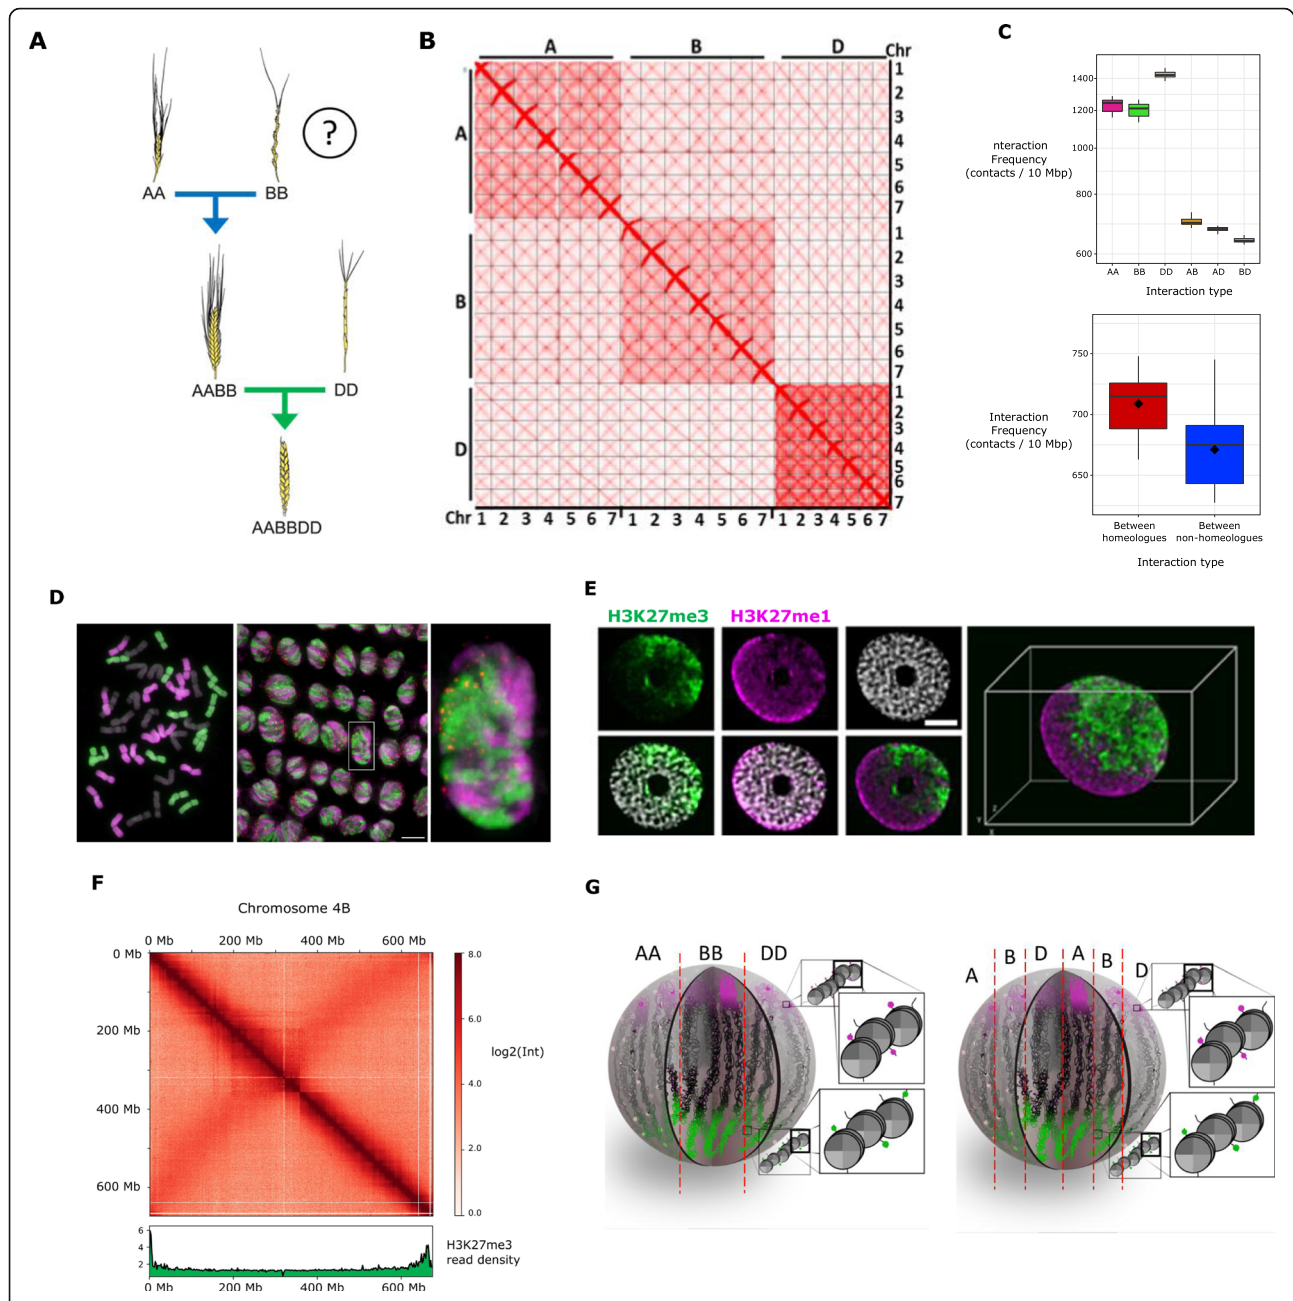 A
?
AA
BB
AABB
DD
AABBDD
B
A
B
D
Chr
1
2
3
4
5
6
7
1
2
3
4
5
6
7
1
2
3
4
5
6
7
A
B
D
Chr 1 2 3 4 5 6 7 1 2 3 4 5 6 7 1 2 3 4 5 6 7
C
nteraction
Frequency
(contacts / 10 Mbp)
1400
1200
1000
800
600
AA BB DD AB AD BD
Interaction type
Interaction
Frequency
(contacts / 10 Mbp)
750
700
650
Between
homeologues
Between
non-homeologues
Interaction type
D
E
H3K27me3
H3K27me1
Z
Y
X
F
Chromosome 4B
0 Mb 200 Mb 400 Mb 600 Mb
0 Mb
200 Mb
400 Mb
600 Mb
8.0
6.0
4.0
2.0
0.0
log2(Int)
6
4
2
H3K27me3
read density
0 Mb 200 Mb 400 Mb 600 Mb
G
AA BB DD
A B D A B D